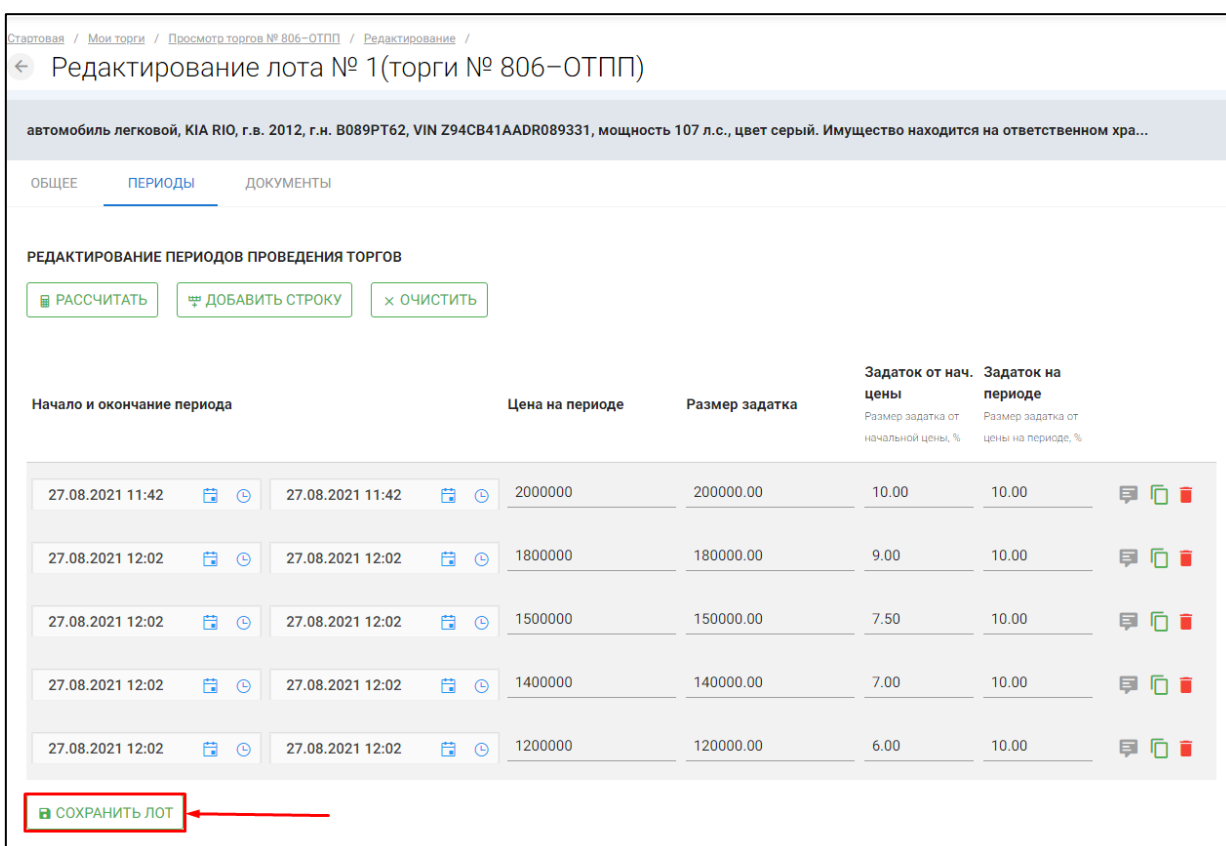 Стартовая / Мои торги / Просмотр торгов № 806-ОТПП / Редактирование /
← Редактирование лота № 1(торги № 806-ОТПП)
автомобиль легковой, KIA RIO, г.в. 2012, г.н. В089РТ62, VIN Z94CB41AADR089331, мощность 107 л.с., цвет серый. Имущество находится на ответственном хра...
ОБЩЕЕ ПЕРИОДЫ ДОКУМЕНТЫ
РЕДАКТИРОВАНИЕ ПЕРИОДОВ ПРОВЕДЕНИЯ ТОРГОВ
РАССЧИТАТЬ ДОБАВИТЬ СТРОКУ × ОЧИСТИТЬ
Начало и окончание периода
Цена на периоде
Размер задатка
Задаток от нач.
цены
Размер задатка от
начальной цены, %
Задаток на
периоде
Размер задатка от
цены на периоде, %
27.08.2021 11:42 27.08.2021 11:42 2000000 200000.00 10.00 10.00
27.08.2021 12:02 27.08.2021 12:02 1800000 180000.00 9.00 10.00
27.08.2021 12:02 27.08.2021 12:02 1500000 150000.00 7.50 10.00
27.08.2021 12:02 27.08.2021 12:02 1400000 140000.00 7.00 10.00
27.08.2021 12:02 27.08.2021 12:02 1200000 120000.00 6.00 10.00
СОХРАНИТЬ ЛОТ